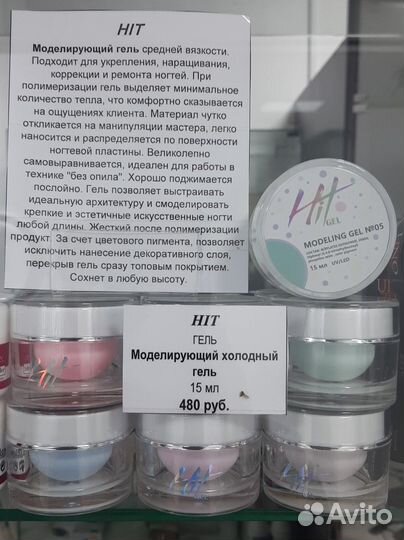 HIT
Моделирующий гель средней вязкости.
Подходит для укрепления, наращивания,
коррекции и ремонта ногтей. При
полимеризации гель выделяет минимальное
количество тепла, что комфортно сказывается
на ощущениях клиента. Материал чутко
откликается на манипуляции мастера, легко
наносится и распределяется по поверхности
ногтевой пластины. Великолепно
самовыравнивается, идеален для работы в
технике "без опила". Хорошо поджимается
послойно. Гель позволяет выстраивать
идеальную архитектуру и смоделировать
крепкие и эстетичные искусственные ногти
любой длины. Жесткий после полимеризации
продукт. За счет цветового пигмента, позволяет
исключить нанесение декоративного слоя,
перекрыв гель сразу топовым покрытием.
Сохнет в любую высоту.
Hit
GEL
MODELING GEL №05
15 мл UV/LED
HIT
ГЕЛЬ
Моделирующий холодный
гель
15 мл
480 руб.
Hit
Hit
Avito